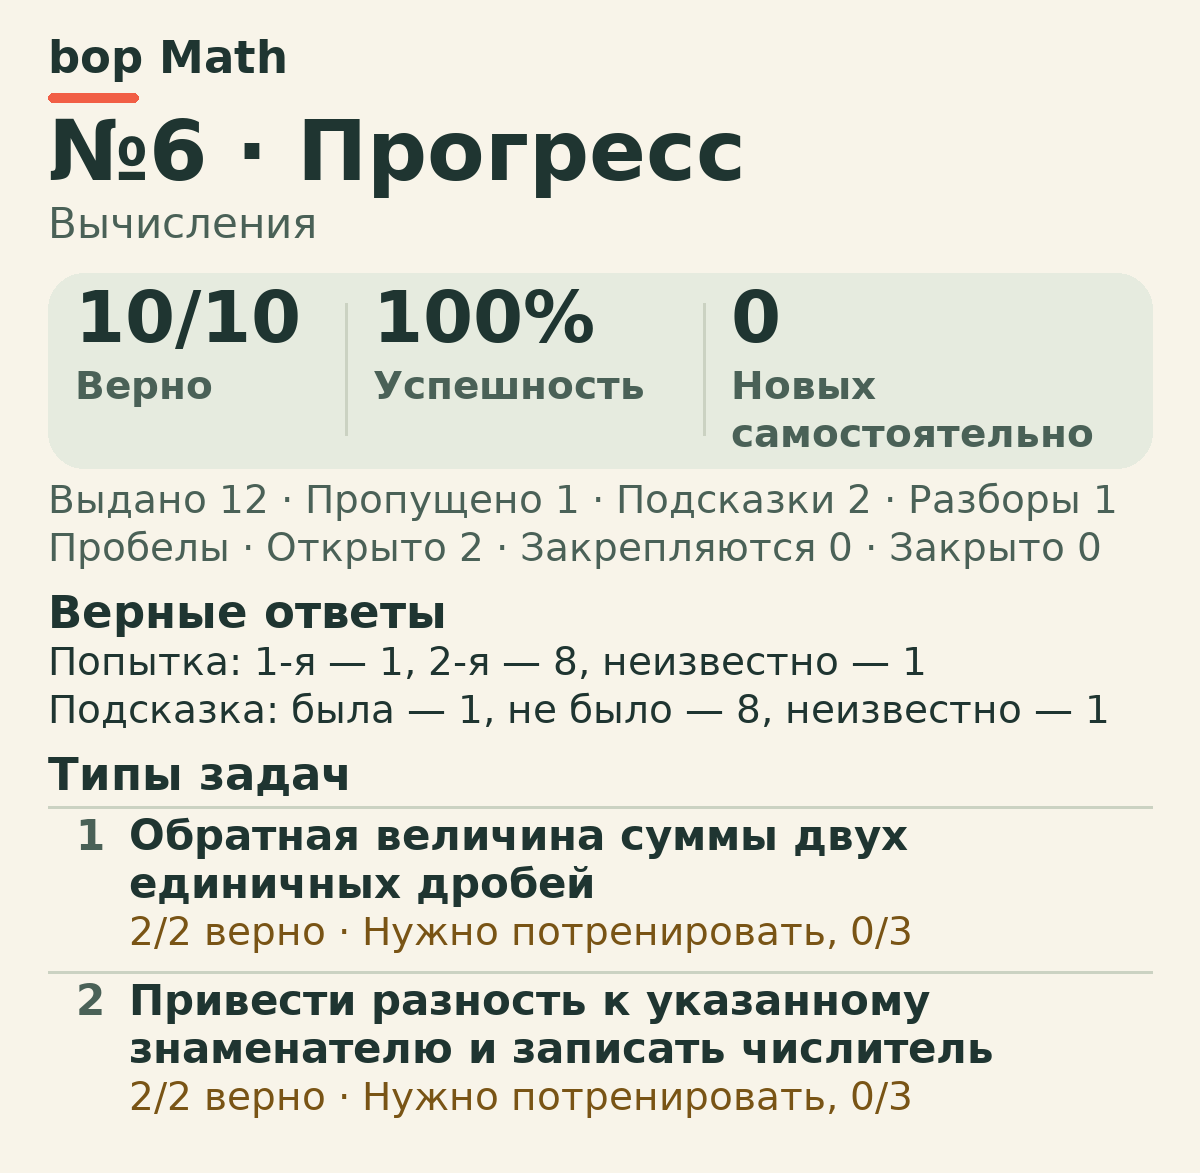 bop Math
№6 · Прогресс
Вычисления
10/10
Верно
100%
Успешность
0
Новых
самостоятельно
Выдано 12 · Пропущено 1 · Подсказки 2 · Разборы 1
Пробелы · Открыто 2 · Закрепляются 0 · Закрыто 0
Верные ответы
Попытка: 1-я — 1, 2-я — 8, неизвестно — 1
Подсказка: была — 1, не было — 8, неизвестно — 1
Типы задач
1 Обратная величина суммы двух
единичных дробей
2/2 верно · Нужно потренировать, 0/3
2 Привести разность к указанному
знаменателю и записать числитель
2/2 верно · Нужно потренировать, 0/3